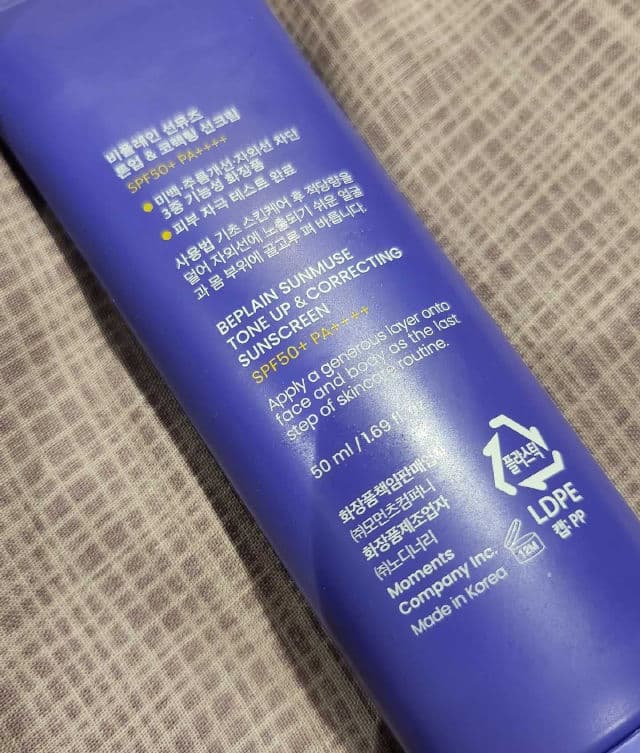 비플레인 선뮤즈
톤업 & 코렉팅 선크림
SPF50+ PA++++
미백·주름개선·자외선 차단
3중 기능성 화장품
피부 자극 테스트 완료
사용법 기초 스킨케어 후 적당량을
덜어 자외선에 노출되기 쉬운 얼굴
과 몸 부위에 골고루 펴 바릅니다.
BEPLAIN SUNMUSE
TONE UP & CORRECTING
SUNSCREEN
SPF50+ PA++++
Apply a generous layer onto
face and body as the last
step of skincare routine.
50 ml / 1.69 fl
화장품책임판매업자
㈜모먼츠컴퍼니
화장품제조업자
㈜노디너리
Moments
Company Inc.
Made in Korea
12M
플라스틱
LDPE
캡: PP